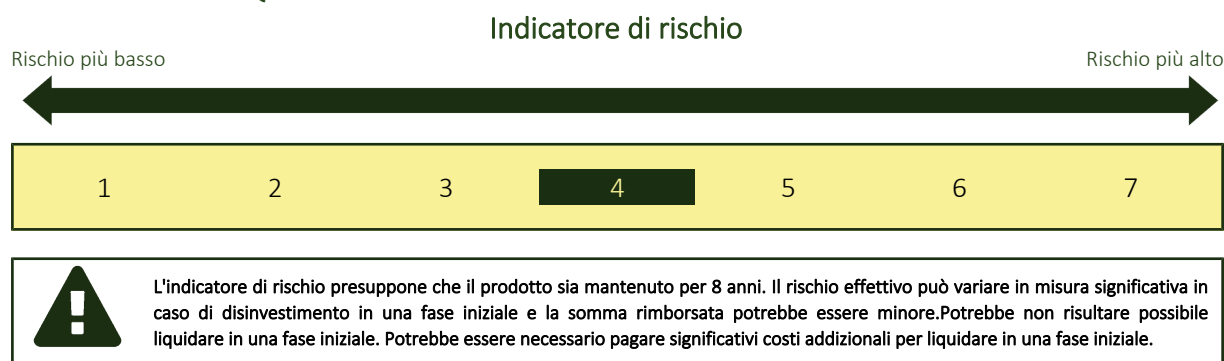 Indicatore di rischio
Rischio più basso
Rischio più alto
1 2 3 4 5 6 7
L'indicatore di rischio presuppone che il prodotto sia mantenuto per 8 anni. Il rischio effettivo può variare in misura significativa in
caso di disinvestimento in una fase iniziale e la somma rimborsata potrebbe essere minore.Potrebbe non risultare possibile
liquidare in una fase iniziale. Potrebbe essere necessario pagare significativi costi addizionali per liquidare in una fase iniziale.